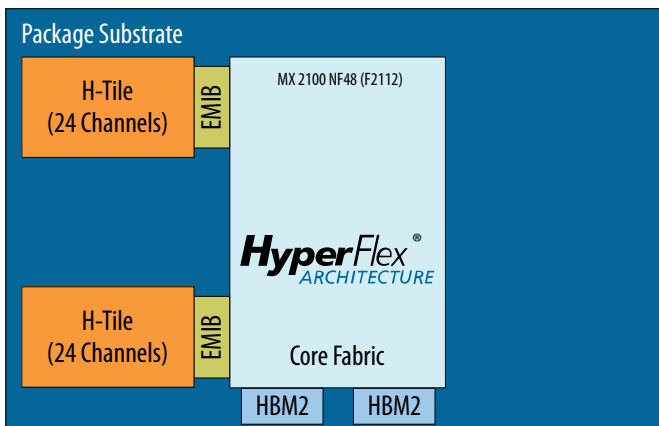 Package Substrate
H-Tile
(24 Channels)
EMIB
MX 2100 NF48 (F2112)
HyperFlex®
ARCHITECTURE
H-Tile
(24 Channels)
EMIB
Core Fabric
HBM2
HBM2